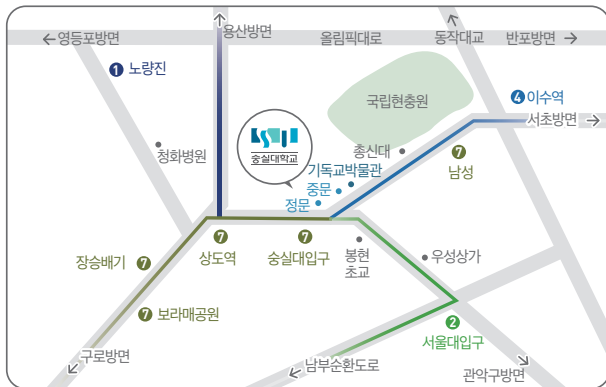 영등포방면
용산방면
올림픽대로
동작대교
반포방면
1 노량진
국립현충원
4 이수역
서초방면
청화병원
숭실대학교
총신대
기독교박물관
7
남성
중문
정문
장승배기 7
7
상도역
7
숭실대입구
봉현
초교
우성상가
7 보라매공원
2
서울대입구
구로방면
남부순환도로
관악구방면